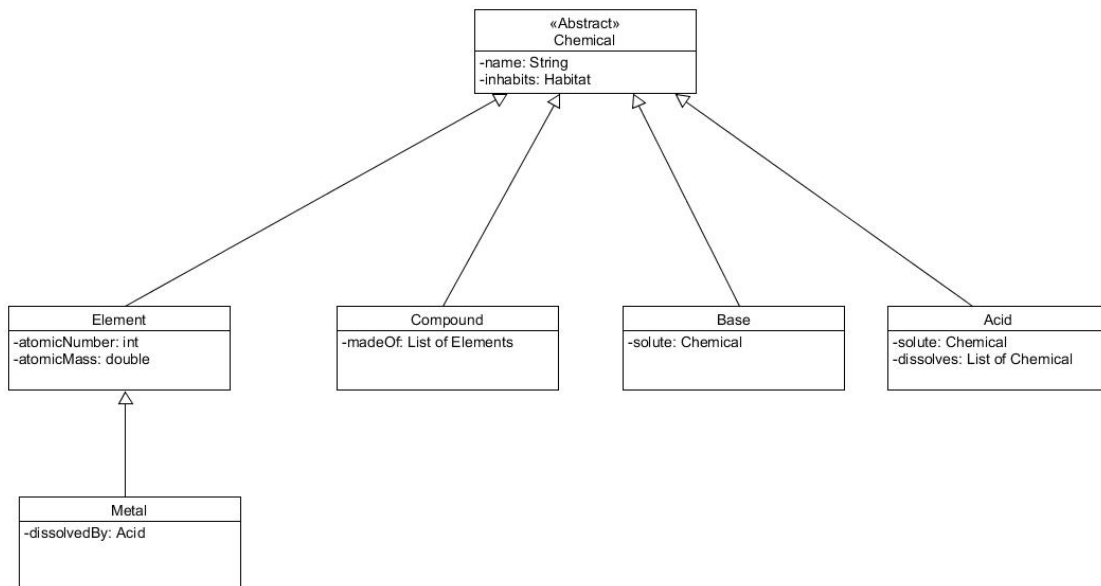 «Abstract»
Chemical
-name: String
-inhabits: Habitat
Element
-atomicNumber: int
-atomicMass: double
Compound
-madeOf: List of Elements
Base
-solute: Chemical
Acid
-solute: Chemical
-dissolves: List of Chemical
Metal
-dissolvedBy: Acid